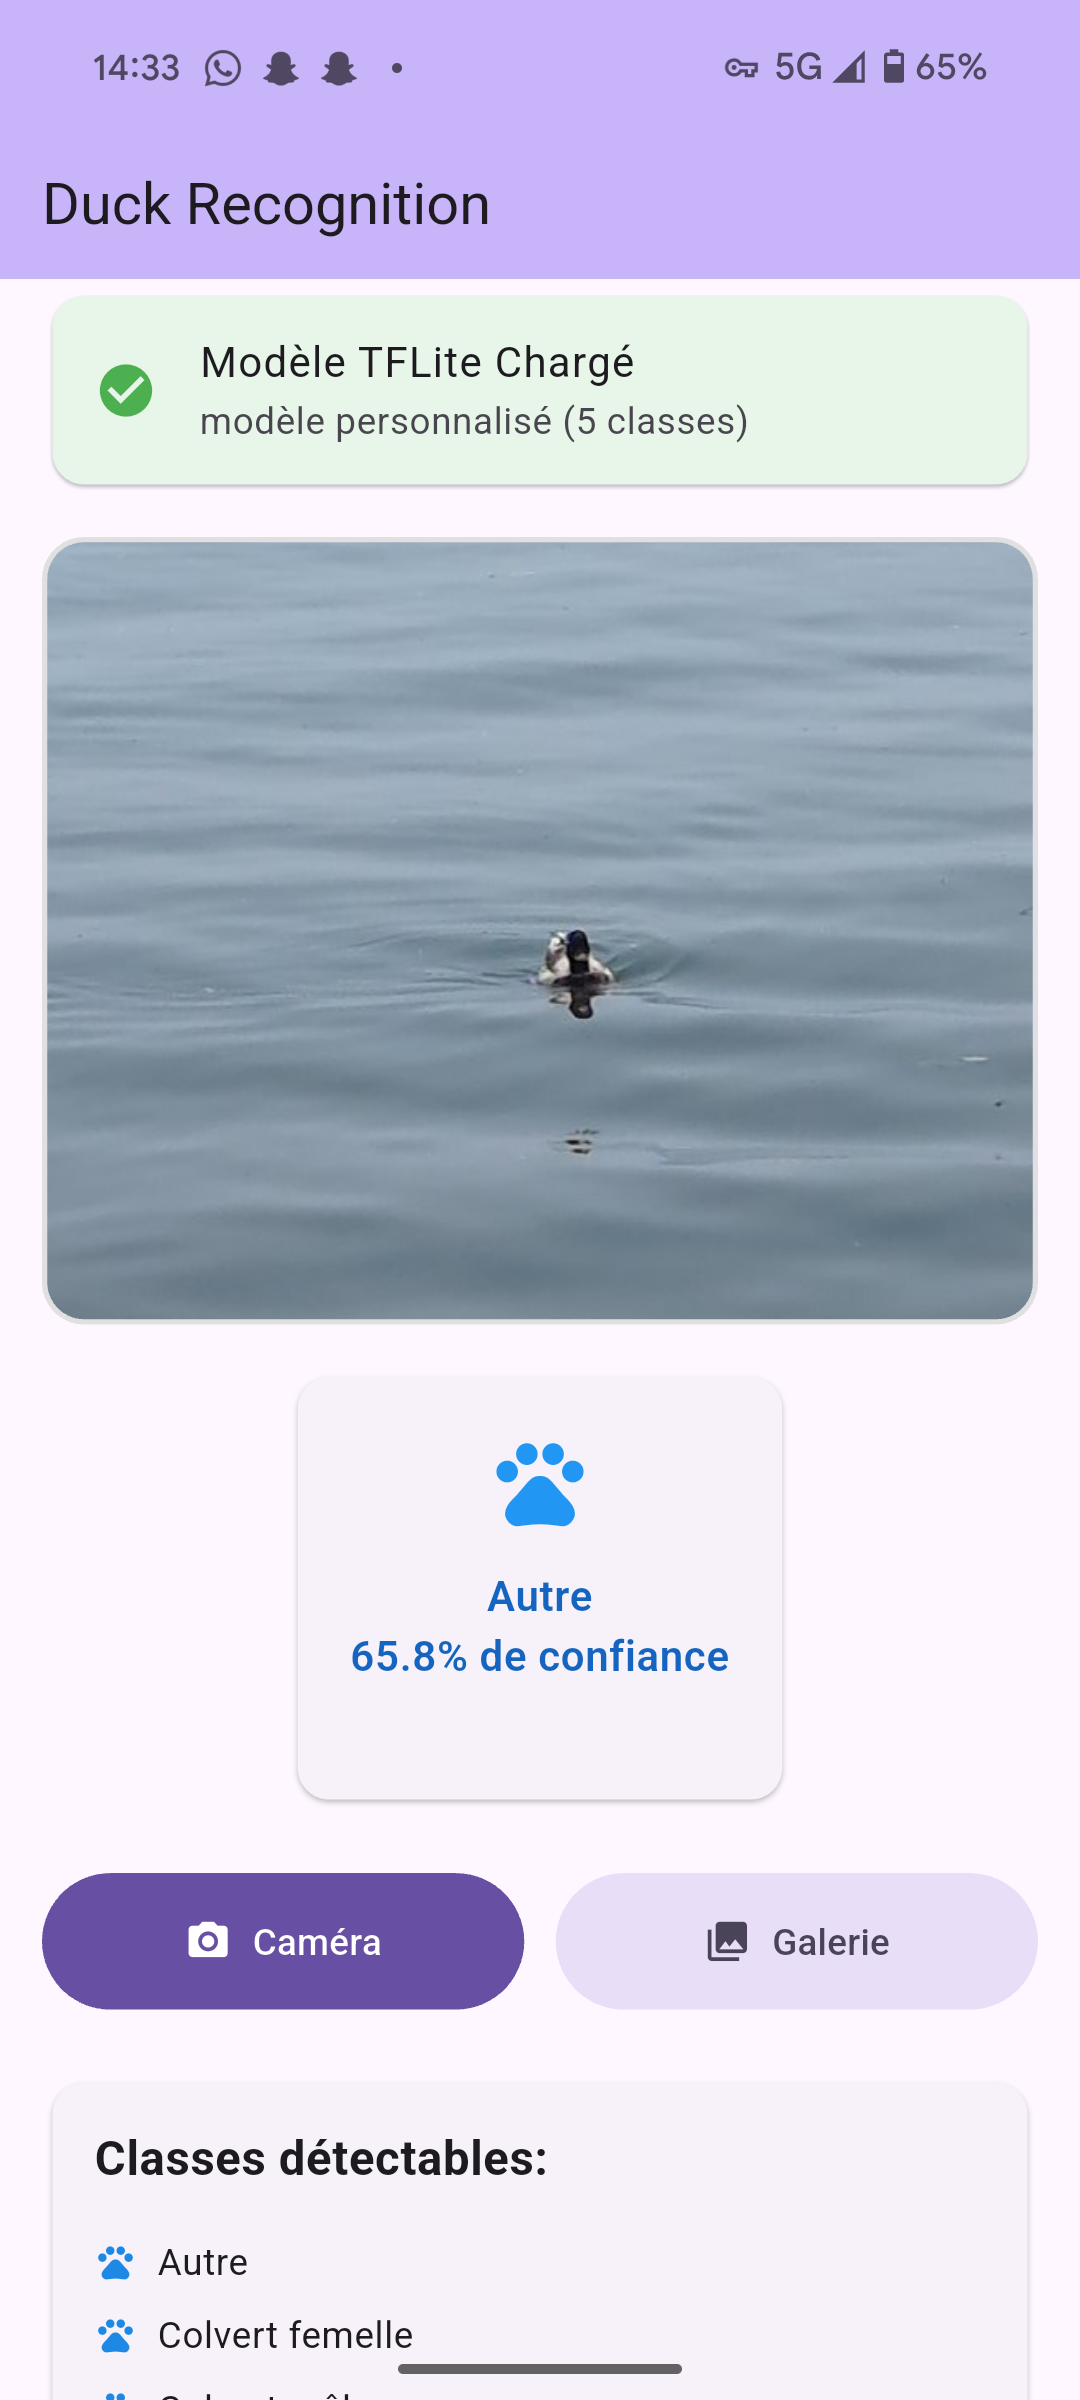 14:33
5G
65%
Duck Recognition
Modèle TFLite Chargé
modèle personnalisé (5 classes)
Autre
65.8% de confiance
Caméra
Galerie
Classes détectables:
Autre
Colvert femelle